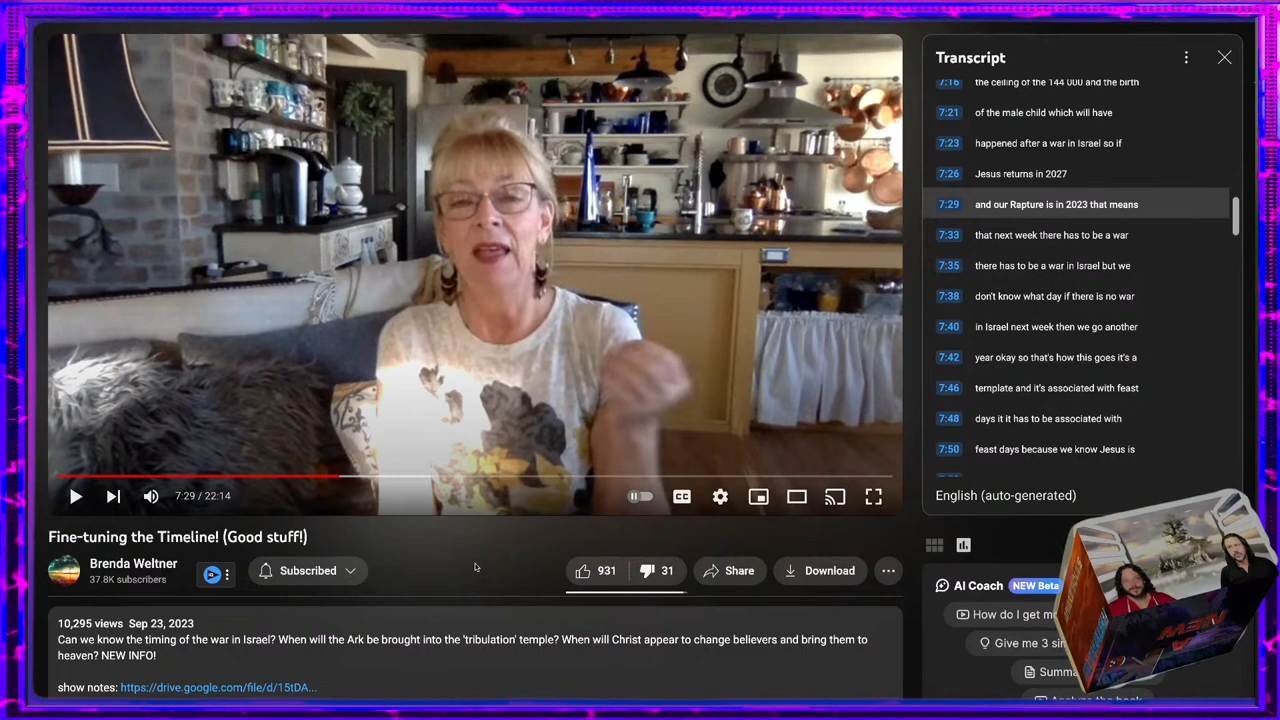 Transcript
7:16 the ceiling of the 144 000 and the birth
7:21 of the male child which will have
7:23 happened after a war in Israel so if
7:26 Jesus returns in 2027
7:29 and our Rapture is in 2023 that means
7:33 that next week there has to be a war
7:35 there has to be a war in Israel but we
7:38 don't know what day if there is no war
7:40 in Israel next week then we go another
7:42 year okay so that's how this goes it's a
7:46 template and it's associated with feast
7:48 days it it has to be associated with
7:50 feast days because we know Jesus is
English (auto-generated)
7:29 / 22:14
CC
Fine-tuning the Timeline! (Good stuff!)
Brenda Weltner
37.8K subscribers
Subscribed
931
31
Share
Download
10,295 views Sep 23, 2023
Can we know the timing of the war in Israel? When will the Ark be brought into the 'tribulation' temple? When will Christ appear to change believers and bring them to
heaven? NEW INFO!
show notes: https://drive.google.com/file/d/15tDA...
AI Coach NEW Beta
How do I get
Give me 3
NEW